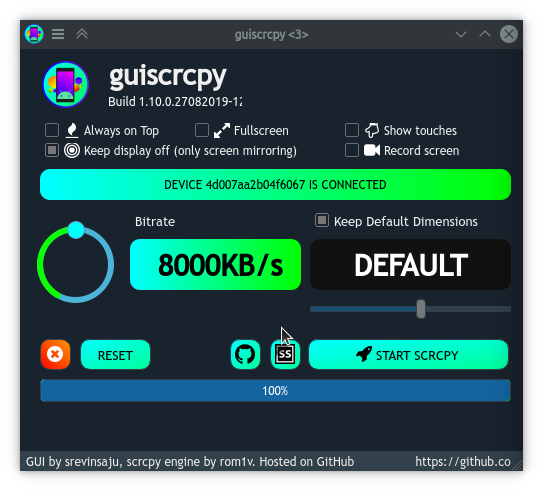 guiscrcpy <3>
guiscrcpy
Build 1.10.0.27082019-12
Always on Top
Fullscreen
Show touches
Keep display off (only screen mirroring)
Record screen
DEVICE 4d007aa2b04f6067 IS CONNECTED
Bitrate
Keep Default Dimensions
8000KB/s
DEFAULT
RESET
SS
START SCRCPY
100%
GUI by srevinsaju, scrcpy engine by rom1v. Hosted on GitHub
https://github.co